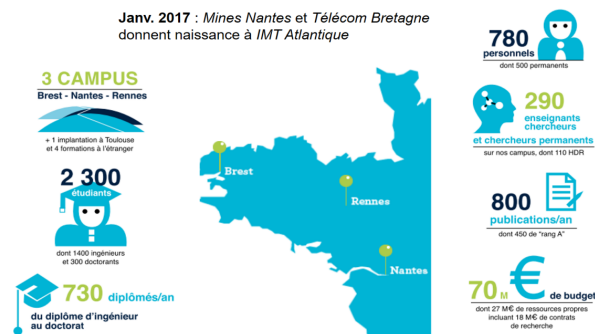 Janv. 2017 : Mines Nantes et Télécom Bretagne
donnent naissance à IMT Atlantique
3 CAMPUS
Brest - Nantes - Rennes
+ 1 implantation à Toulouse
et 4 formations à l'étranger
2 300
étudiants
dont 1400 ingénieurs
et 300 doctorants
730 diplômés/an
du diplôme d'ingénieur
au doctorat
Brest
Rennes
Nantes
780
personnels
dont 500 permanents
290
enseignants
chercheurs
et chercheurs permanents
sur nos campus, dont 110 HDR
800
publications/an
dont 450 de "rang A"
70 M €
de budget
dont 27 M€ de ressources propres
incluant 18 M€ de contrats
de recherche